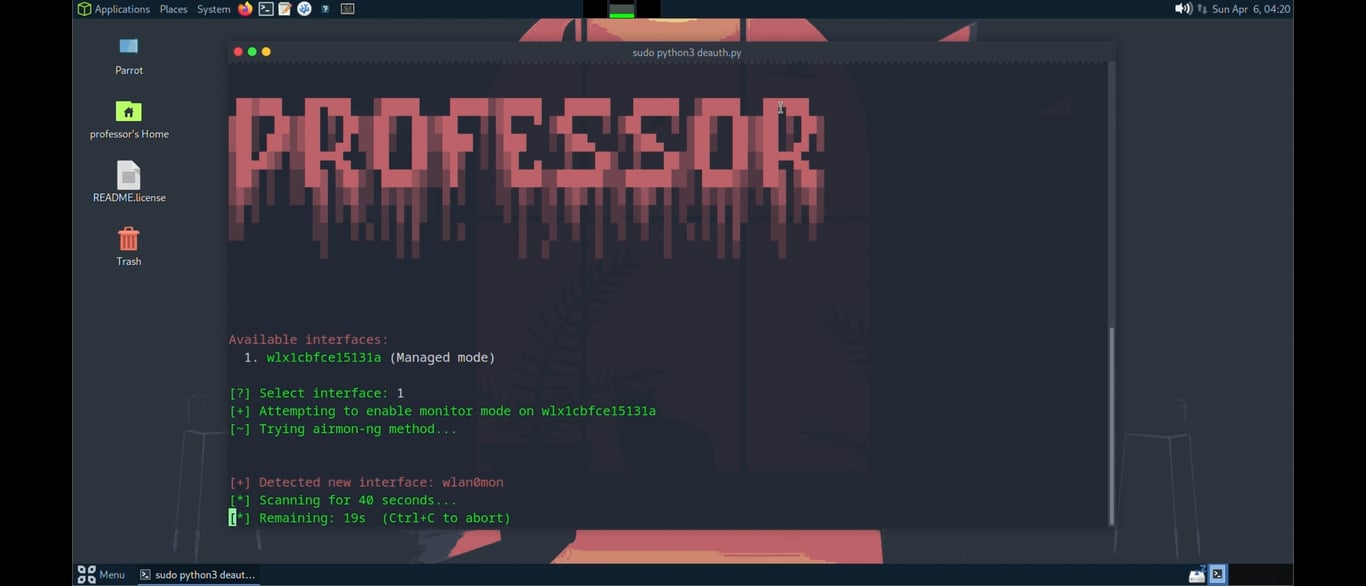 Applications Places System Sun Apr 6, 04:20
sudo python3 deauth.py
Parrot
professor's Home
README.license
Trash
PROFESSOR
Available interfaces:
1. wlx1cbfce15131a (Managed mode)
[?] Select interface: 1
[+] Attempting to enable monitor mode on wlx1cbfce15131a
[~] Trying airmon-ng method...
[+] Detected new interface: wlan0mon
[*] Scanning for 40 seconds...
[*] Remaining: 19s (Ctrl+C to abort)
Menu sudo python3 deaut...